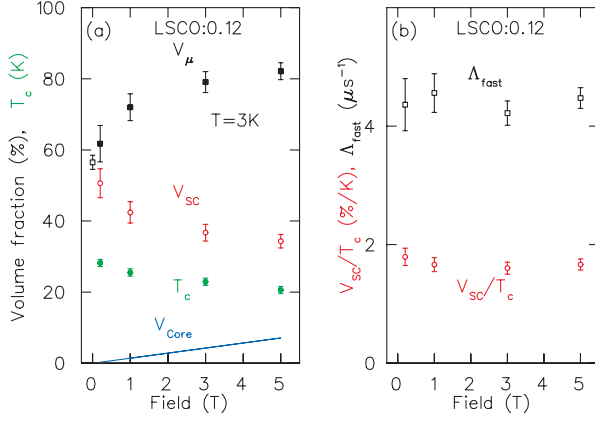 (a) LSCO:0.12
V_μ
T=3K
V_SC
T_c
V_Core
Volume fraction (%), T_c (K)
100
80
60
40
20
0
0 1 2 3 4 5
Field (T)
(b) LSCO:0.12
Λ_fast
V_SC/T_c
V_SC/T_c (%/K), Λ_fast (μs⁻¹)
4
2
0
0 1 2 3 4 5
Field (T)